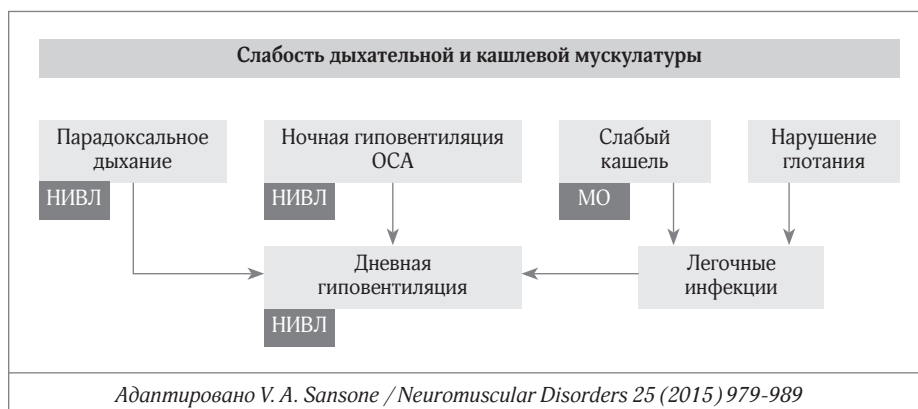 Слабость дыхательной и кашлевой мускулатуры
Парадоксальное
дыхание
НИВЛ
Ночная гиповентиляция
ОСА
НИВЛ
Слабый
кашель
МО
Нарушение
глотания
Дневная
гиповентиляция
НИВЛ
Легочные
инфекции
Адаптировано V. A. Sansone / Neuromuscular Disorders 25 (2015) 979-989